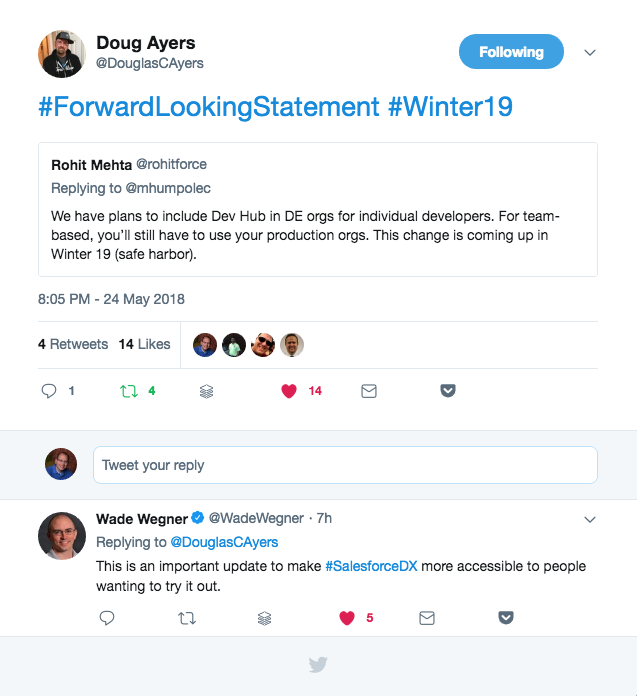 Doug Ayers
@DouglasCAyers
Following
#ForwardLookingStatement #Winter19
Rohit Mehta @rohitforce
Replying to @mhumpolec
We have plans to include Dev Hub in DE orgs for individual developers. For team-
based, you'll still have to use your production orgs. This change is coming up in
Winter 19 (safe harbor).
8:05 PM - 24 May 2018
4 Retweets 14 Likes
1 4 14
Tweet your reply
Wade Wegner @WadeWegner · 7h
Replying to @DouglasCAyers
This is an important update to make #SalesforceDX more accessible to people
wanting to try it out.
5